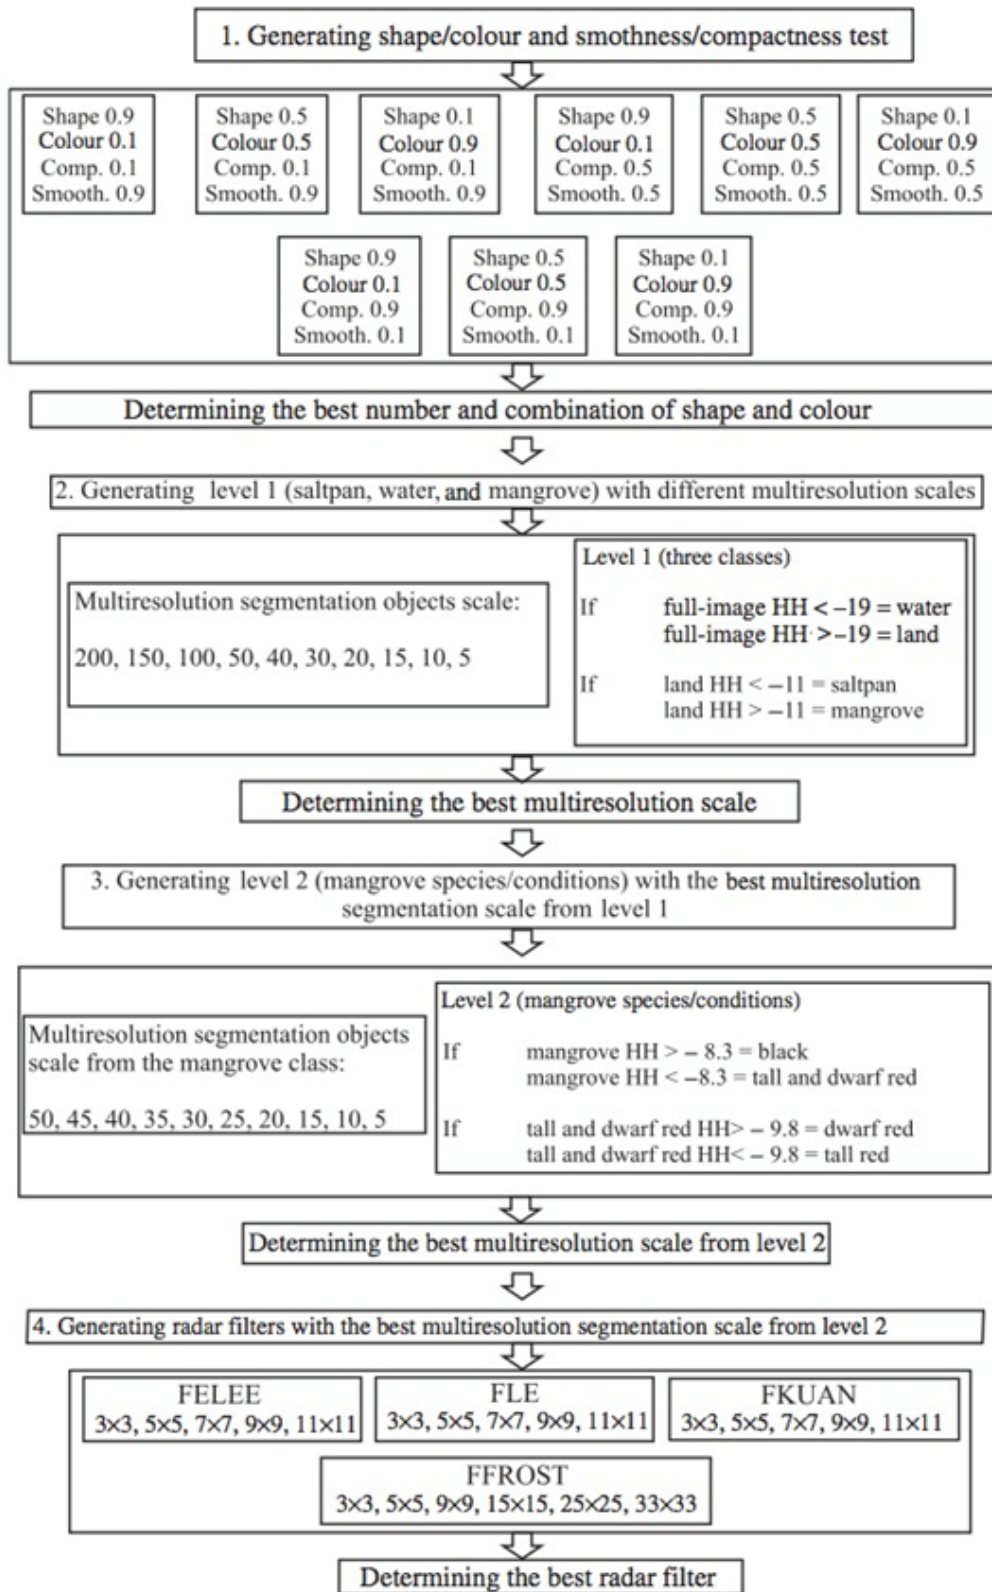 1. Generating shape/colour and smothness/compactness test
Shape 0.9
Colour 0.1
Comp. 0.1
Smooth. 0.9
Shape 0.5
Colour 0.5
Comp. 0.1
Smooth. 0.9
Shape 0.1
Colour 0.9
Comp. 0.1
Smooth. 0.9
Shape 0.9
Colour 0.1
Comp. 0.5
Smooth. 0.5
Shape 0.5
Colour 0.5
Comp. 0.5
Smooth. 0.5
Shape 0.1
Colour 0.9
Comp. 0.5
Smooth. 0.5
Shape 0.9
Colour 0.1
Comp. 0.9
Smooth. 0.1
Shape 0.5
Colour 0.5
Comp. 0.9
Smooth. 0.1
Shape 0.1
Colour 0.9
Comp. 0.9
Smooth. 0.1
Determining the best number and combination of shape and colour
2. Generating level 1 (saltpan, water, and mangrove) with different multiresolution scales
Multiresolution segmentation objects scale:
200, 150, 100, 50, 40, 30, 20, 15, 10, 5
Level 1 (three classes)
If full-image HH < −19 = water
full-image HH > −19 = land
If land HH < −11 = saltpan
land HH > −11 = mangrove
Determining the best multiresolution scale
3. Generating level 2 (mangrove species/conditions) with the best multiresolution
segmentation scale from level 1
Multiresolution segmentation objects
scale from the mangrove class:
50, 45, 40, 35, 30, 25, 20, 15, 10, 5
Level 2 (mangrove species/conditions)
If mangrove HH > − 8.3 = black
mangrove HH < −8.3 = tall and dwarf red
If tall and dwarf red HH> − 9.8 = dwarf red
tall and dwarf red HH< − 9.8 = tall red
Determining the best multiresolution scale from level 2
4. Generating radar filters with the best multiresolution segmentation scale from level 2
FELEE
3×3, 5×5, 7×7, 9×9, 11×11
FLE
3×3, 5×5, 7×7, 9×9, 11×11
FKUAN
3×3, 5×5, 7×7, 9×9, 11×11
FFROST
3×3, 5×5, 9×9, 15×15, 25×25, 33×33
Determining the best radar filter